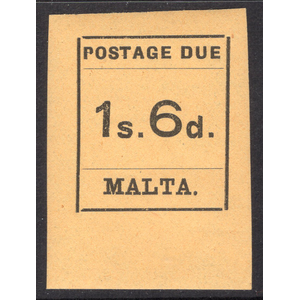 POSTAGE DUE
1s. 6d.
MALTA.